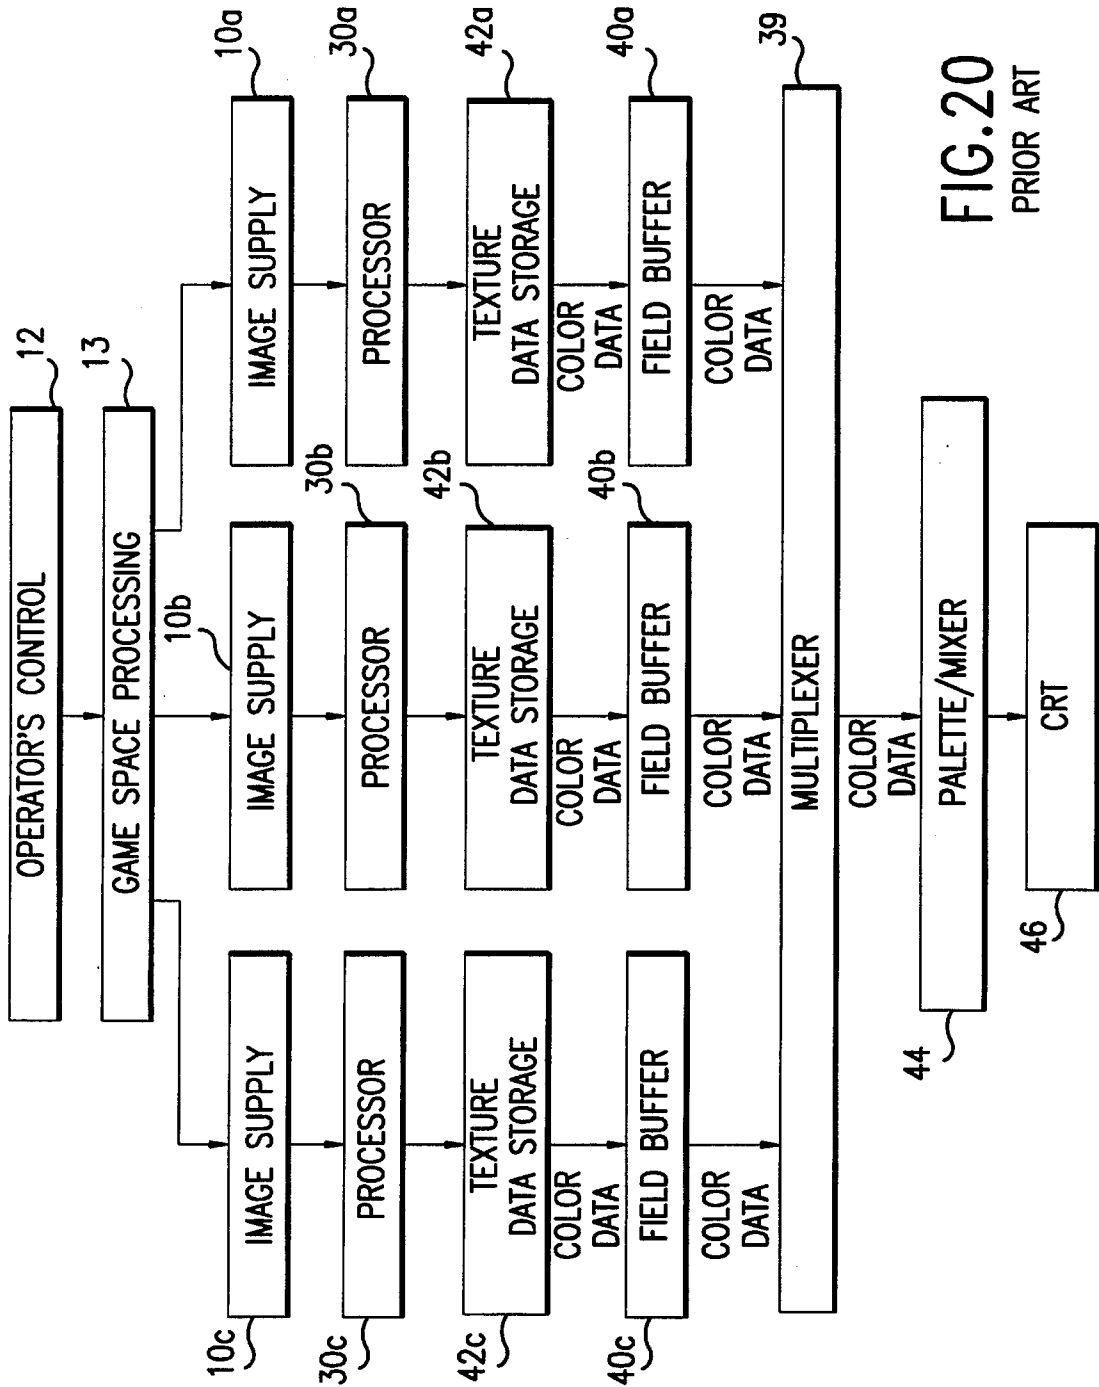 12
OPERATOR'S CONTROL
13
GAME SPACE PROCESSING
10c
IMAGE SUPPLY
10b
IMAGE SUPPLY
10a
IMAGE SUPPLY
30c
PROCESSOR
30b
PROCESSOR
30a
PROCESSOR
42c
TEXTURE
DATA STORAGE
42b
TEXTURE
DATA STORAGE
42a
TEXTURE
DATA STORAGE
COLOR
DATA
COLOR
DATA
COLOR
DATA
40c
FIELD BUFFER
40b
FIELD BUFFER
40a
FIELD BUFFER
COLOR
DATA
COLOR
DATA
COLOR
DATA
39
MULTIPLEXER
COLOR
DATA
44
PALETTE/MIXER
46
CRT
FIG.20
PRIOR ART